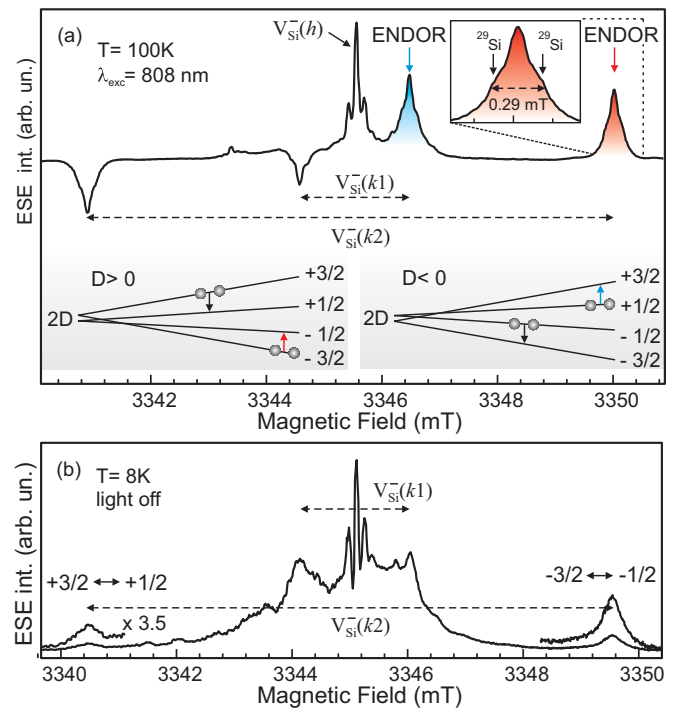 (a)
T= 100K
λexc= 808 nm
V⁻Si(h)
ENDOR
ENDOR
29Si
29Si
0.29 mT
3348
V⁻Si(k1)
V⁻Si(k2)
ESE int. (arb. un.)
D> 0
2D
+3/2
+1/2
- 1/2
- 3/2
D< 0
2D
+3/2
+1/2
- 1/2
- 3/2
3342
3344
3346
3348
3350
Magnetic Field (mT)
(b)
T= 8K
light off
V⁻Si(k1)
+3/2 ↔ +1/2
-3/2 ↔ -1/2
x 3.5
V⁻Si(k2)
ESE int. (arb. un.)
3340
3342
3344
3346
3348
3350
Magnetic Field (mT)